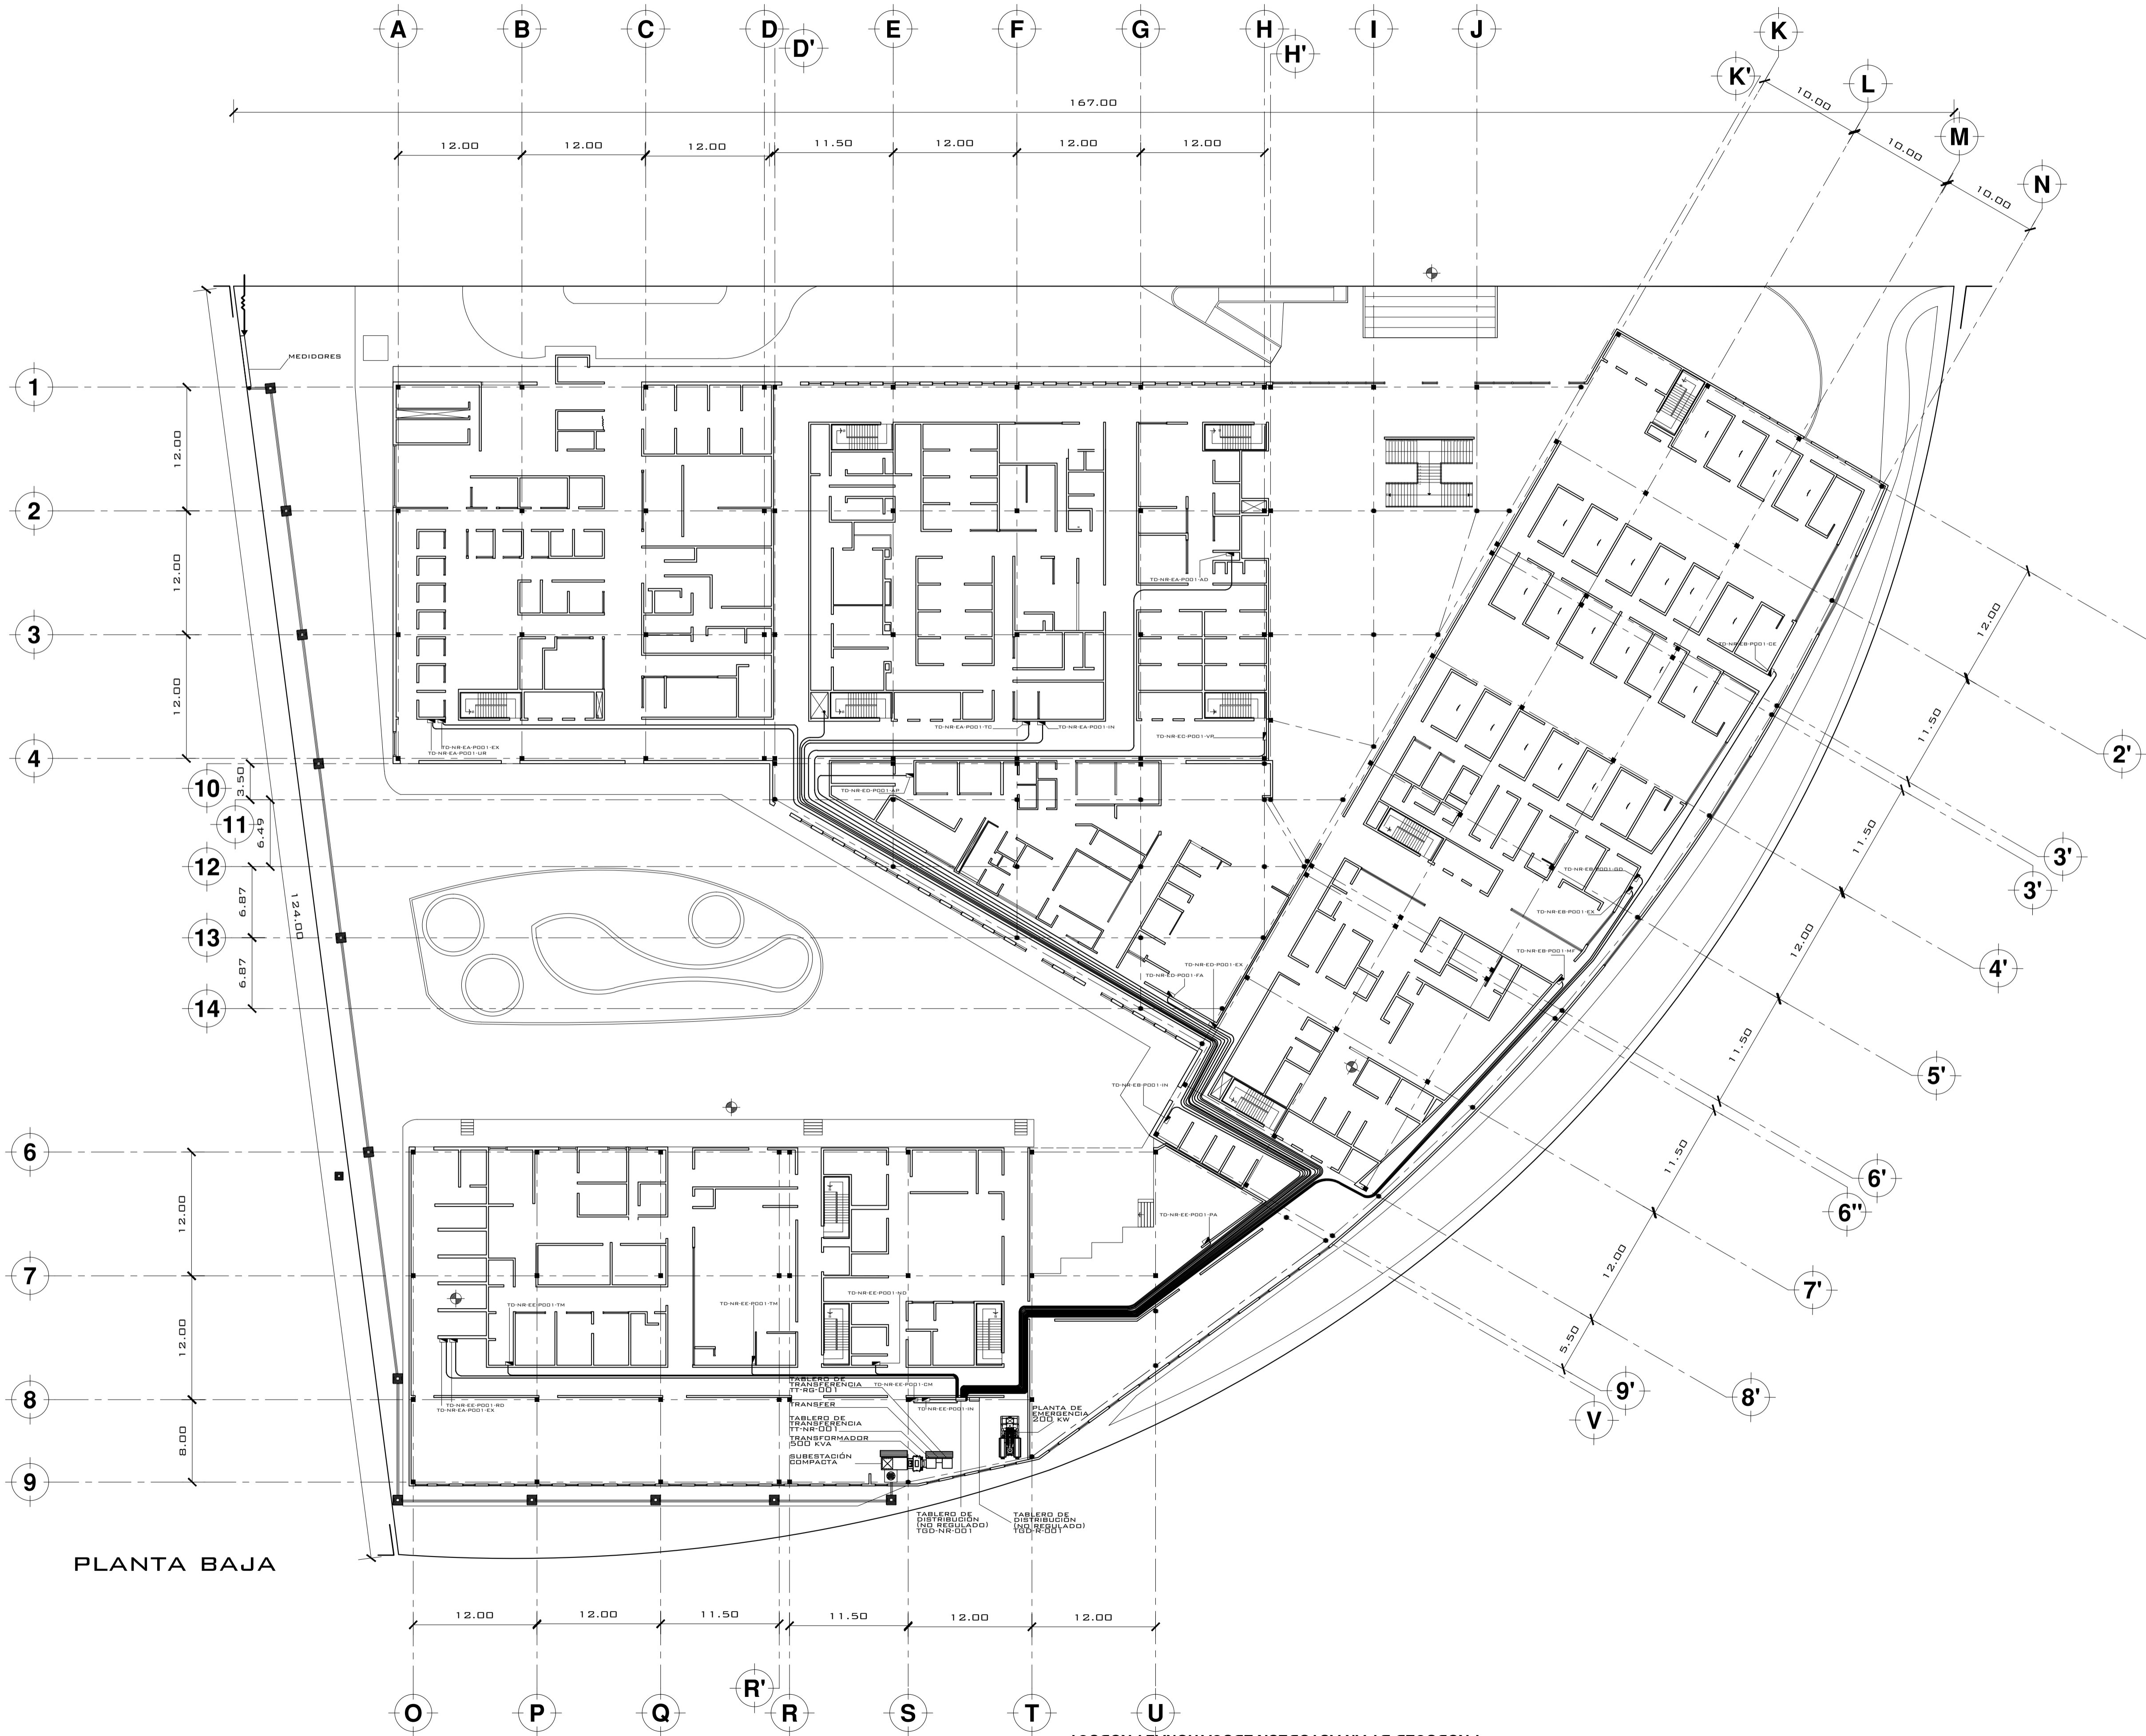 A
B
C
D
D'
E
F
G
H
H'
I
J
K
K'
L
M
N
167.00
12.00
12.00
12.00
11.50
12.00
12.00
12.00
10.00
10.00
10.00
MEDIDORES
1
2
3
4
10
11
12
13
14
6
7
8
9
12.00
12.00
12.00
3.50
6.49
6.87
6.87
124.00
12.00
12.00
8.00
TD-NR-EA-P001-AD
TD-NR-EB-P001-CE
TD-NR-EA-P001-TC
TD-NR-EA-P001-IN
TD-NR-EC-P001-VR
TD-NR-EA-P001-EX
TD-NR-EA-P001-UR
TD-NR-ED-P001-AP
TD-NR-EB-P001-GO
TD-NR-EB-P001-EX
TD-NR-EB-P001-MF
TD-NR-ED-P001-EX
TD-NR-ED-P001-FA
TD-NR-EB-P001-IN
TD-NR-EE-P001-PA
TD-NR-EE-P001-NO
TD-NR-EE-P001-TM
TD-NR-EE-P001-TM
TABLERO DE
TRANSFERENCIA
TT-RG-001
TD-NR-EE-P001-CM
TD-NR-EE-P001-IN
TD-NR-EE-P001-RO
TD-NR-EA-P001-EX
TRANSFER
TABLERO DE
TRANSFERENCIA
TT-NR-001
TRANSFORMADOR
500 KVA
SUBESTACIÓN
COMPACTA
PLANTA DE
EMERGENCIA
200 KW
TABLERO DE
DISTRIBUCIÓN
(NO REGULADO)
TGD-NR-001
TABLERO DE
DISTRIBUCIÓN
(NO REGULADO)
TGD-R-001
12.00
11.50
11.50
12.00
11.50
11.50
12.00
5.50
2'
3'
3'
4'
5'
6'
6"
7'
8'
9'
V
PLANTA BAJA
12.00
12.00
11.50
11.50
12.00
12.00
O
P
Q
R'
R
S
T
U